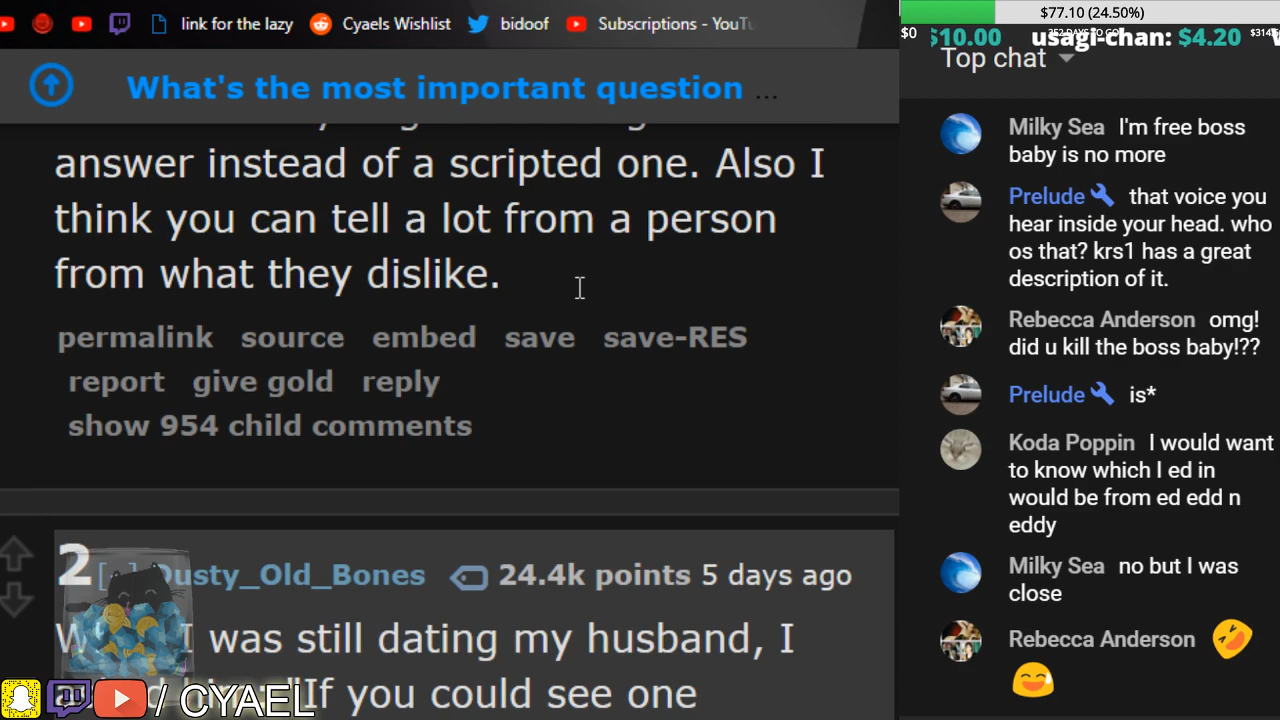 link for the lazy Cyaels Wishlist bidoof Subscriptions - YouTu
What's the most important question ...
answer instead of a scripted one. Also I
think you can tell a lot from a person
from what they dislike.
permalink source embed save save-RES
report give gold reply
show 954 child comments
2
Dusty_Old_Bones 24.4k points 5 days ago
I was still dating my husband, I
"If you could see one
/ CYAEL
$77.10 (24.50%)
$0
$10.00 usagi-chan: $4.20
Top chat
Milky Sea I'm free boss
baby is no more
Prelude that voice you
hear inside your head. who
os that? krs1 has a great
description of it.
Rebecca Anderson omg!
did u kill the boss baby!??
Prelude is*
Koda Poppin I would want
to know which I ed in
would be from ed edd n
eddy
Milky Sea no but I was
close
Rebecca Anderson